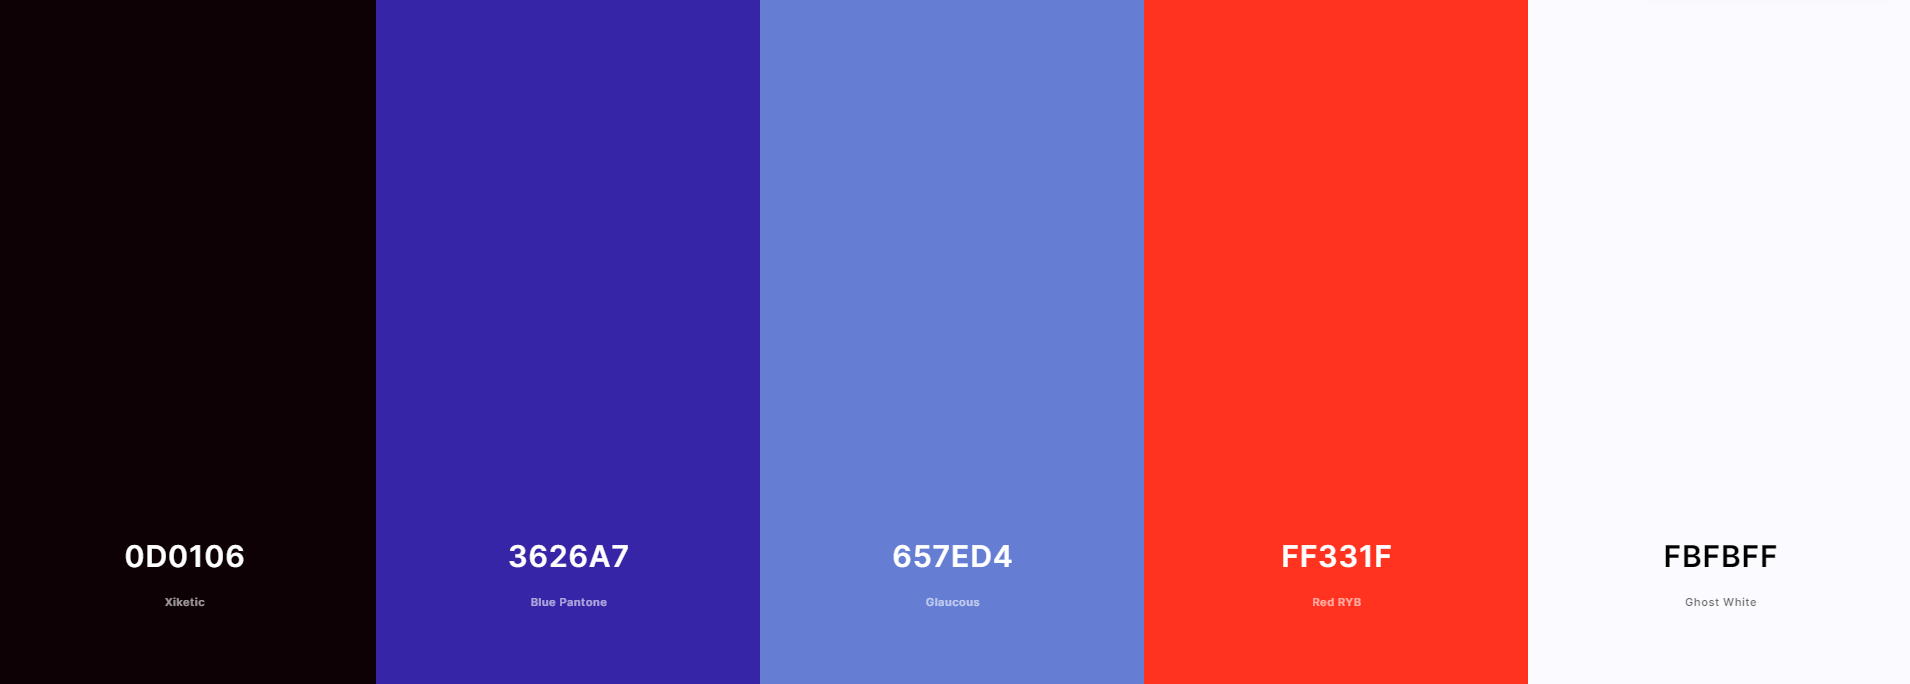 0D0106
Xiketic
3626A7
Blue Pantone
657ED4
Glaucous
FF331F
Red RYB
FBFBFF
Ghost White